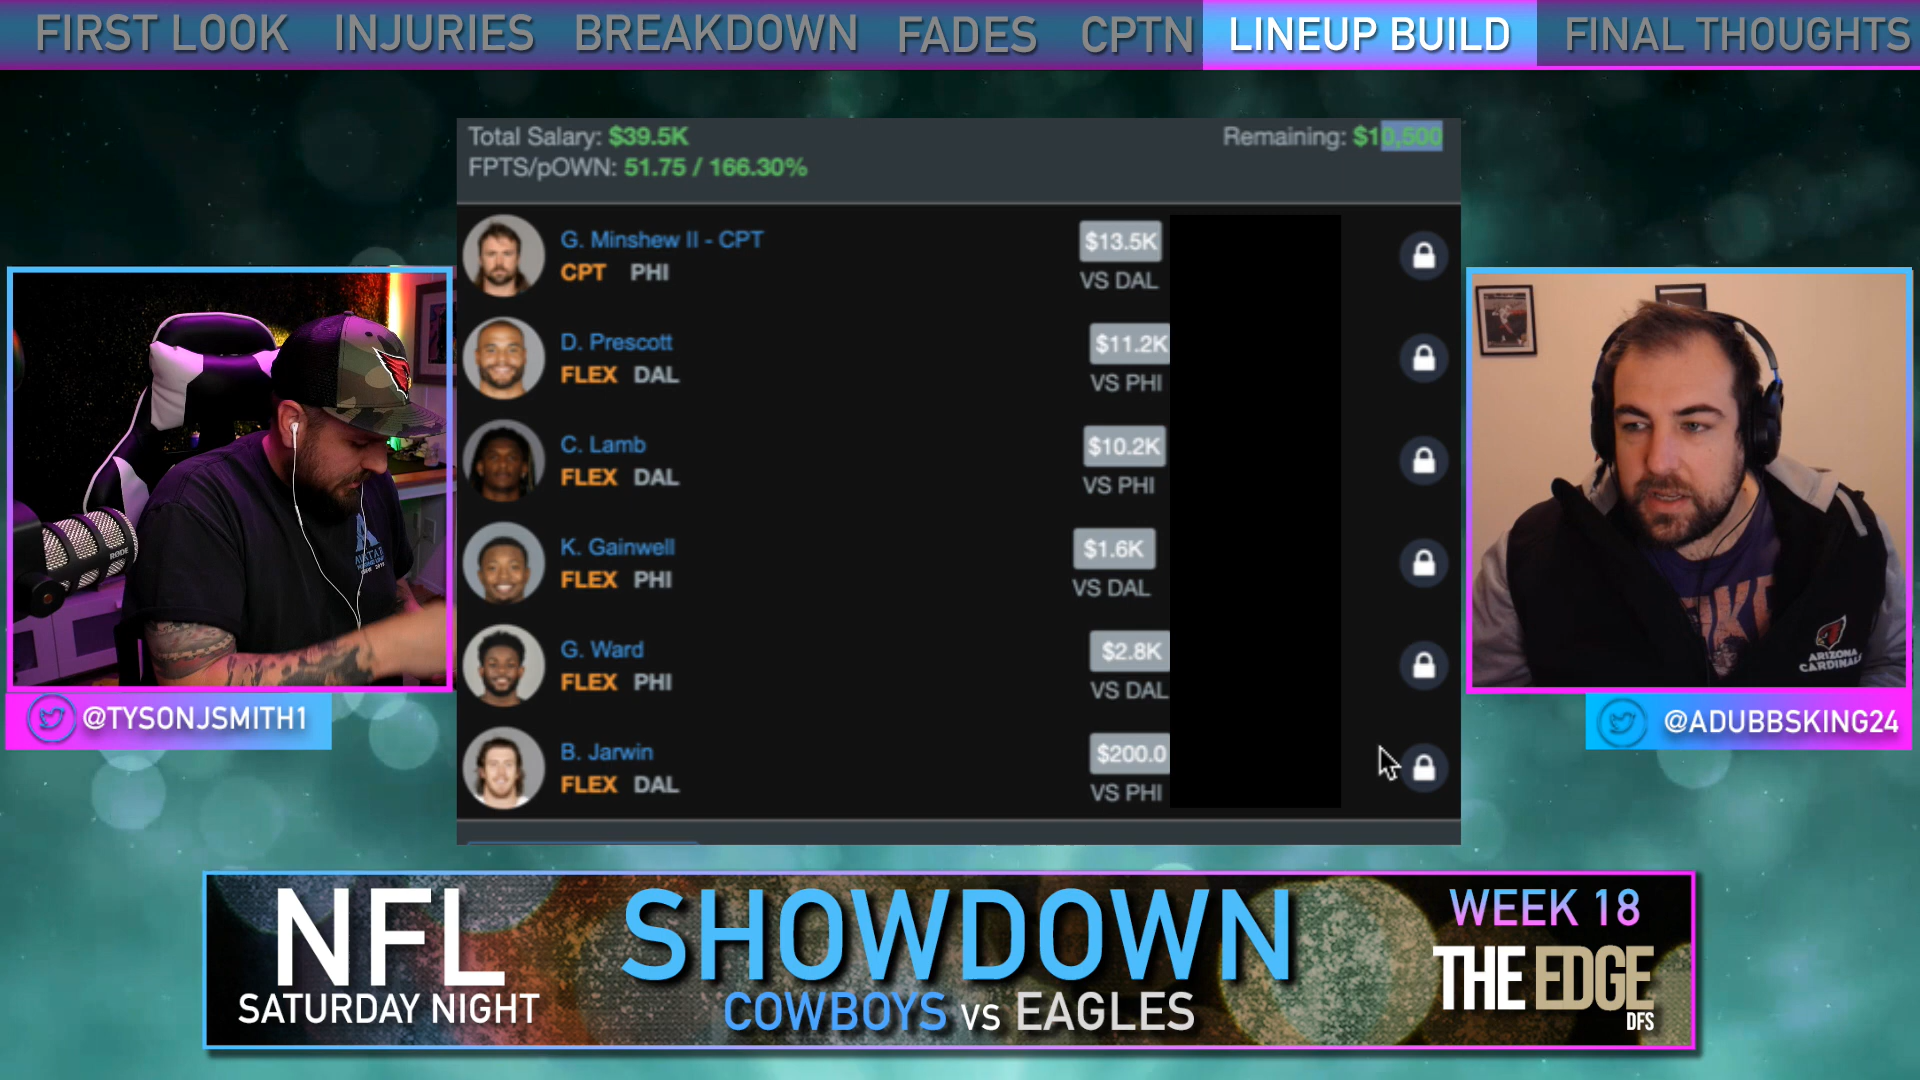 FIRST LOOK INJURIES BREAKDOWN FADES CPTN LINEUP BUILD FINAL THOUGHTS
Total Salary: $39.5K Remaining: $10,500
FPTS/pOWN: 51.75 / 166.30%
G. Minshew II - CPT $13.5K
CPT PHI VS DAL
D. Prescott $11.2K
FLEX DAL VS PHI
C. Lamb $10.2K
FLEX DAL VS PHI
K. Gainwell $1.6K
FLEX PHI VS DAL
G. Ward $2.8K
FLEX PHI VS DAL
B. Jarwin $200.0
FLEX DAL VS PHI
RODE
ARIZONA
CARDINALS
@TYSONJSMITH1
@ADUBBSKING24
NFL
SATURDAY NIGHT
SHOWDOWN
COWBOYS VS EAGLES
WEEK 18
THE EDGE
DFS